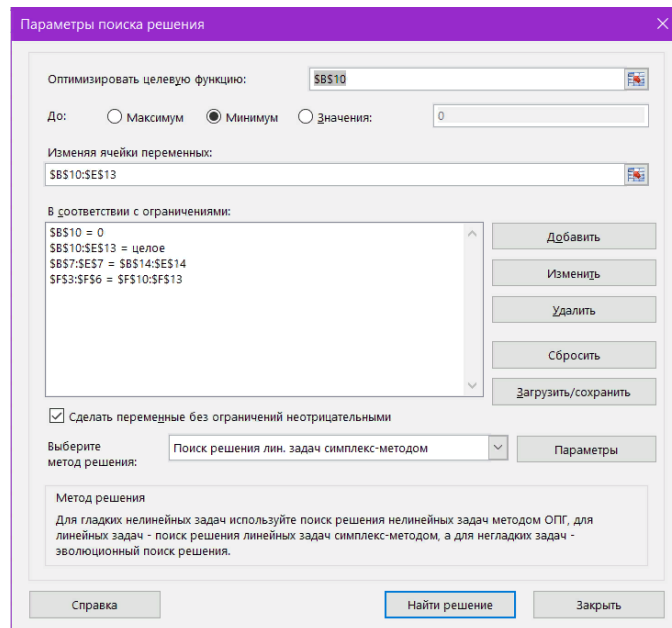 Параметры поиска решения
Оптимизировать целевую функцию: $B$10
До: Максимум Минимум Значения: 0
Изменяя ячейки переменных:
$B$10:$E$13
В соответствии с ограничениями:
$B$10 = 0
$B$10:$E$13 = целое
$B$7:$E$7 = $B$14:$E$14
$F$3:$F$6 = $F$10:$F$13
Добавить
Изменить
Удалить
Сбросить
Загрузить/сохранить
Сделать переменные без ограничений неотрицательными
Выберите
метод решения:
Поиск решения лин. задач симплекс-методом
Параметры
Метод решения
Для гладких нелинейных задач используйте поиск решения нелинейных задач методом ОПГ, для
линейных задач - поиск решения линейных задач симплекс-методом, а для негладких задач -
эволюционный поиск решения.
Справка Найти решение Закрыть